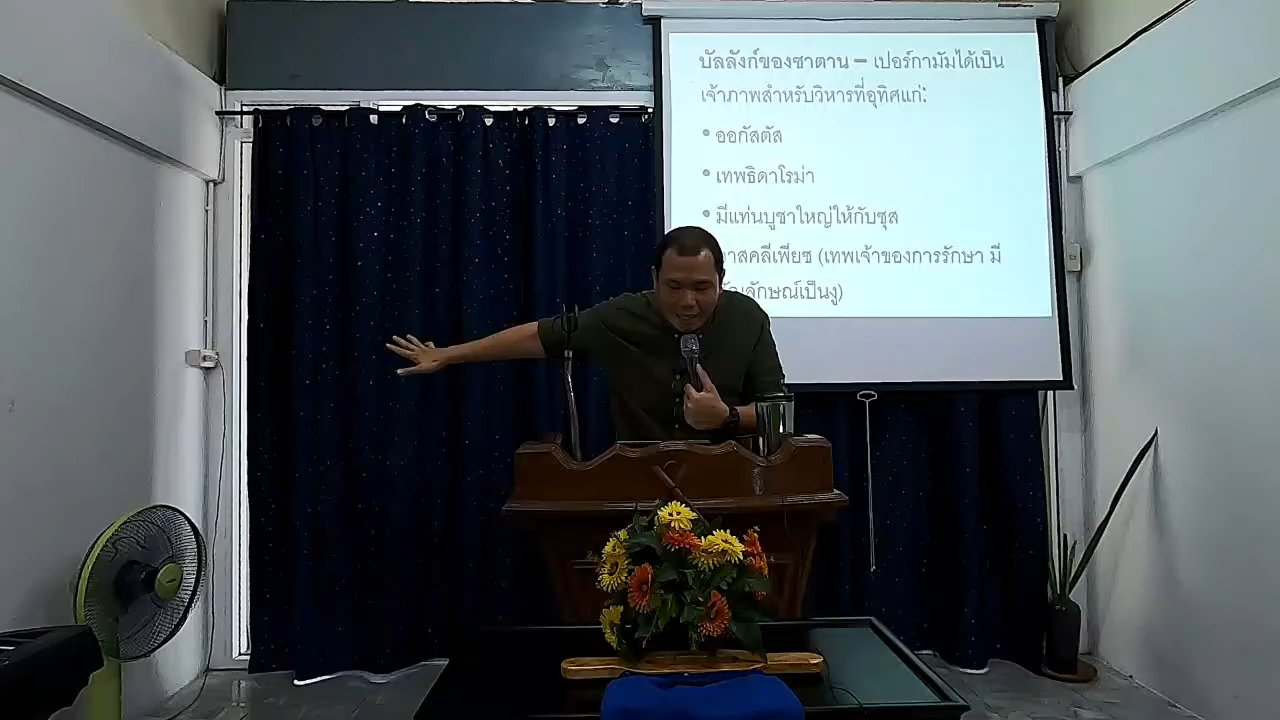 บัลลังก์ของซาตาน – เปอร์กามัมได้เป็น
เจ้าภาพสำหรับวิหารที่อุทิศแก่:
• ออกัสตัส
• เทพธิดาโรม่า
• มีแท่นบูชาใหญ่ให้กับซุส
(เทพเจ้าของการรักษา มี
เป็นงู)